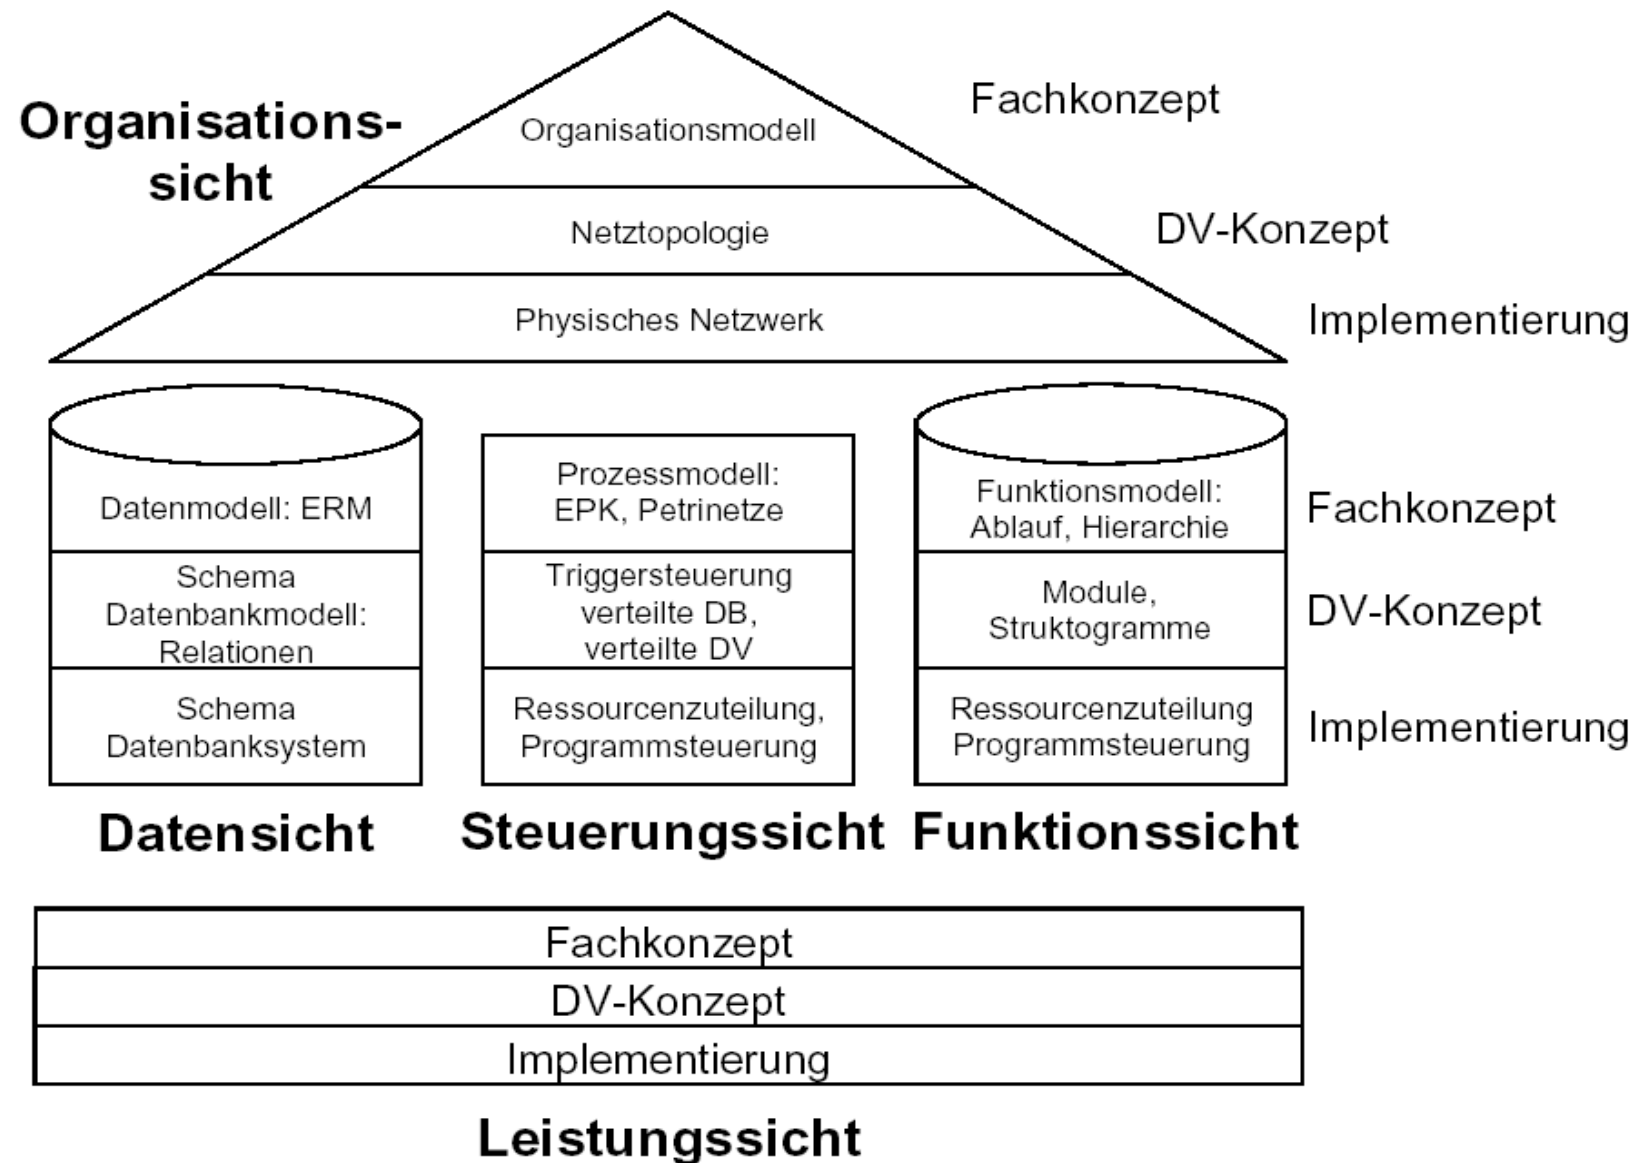 Organisations-
sicht
Organisationsmodell
Fachkonzept
Netztopologie
DV-Konzept
Physisches Netzwerk
Implementierung
Datenmodell: ERM
Prozessmodell:
EPK, Petrinetze
Funktionsmodell:
Ablauf, Hierarchie
Fachkonzept
Schema
Datenbankmodell:
Relationen
Triggersteuerung
verteilte DB,
verteilte DV
Module,
Struktogramme
DV-Konzept
Schema
Datenbanksystem
Ressourcenzuteilung,
Programmsteuerung
Ressourcenzuteilung
Programmsteuerung
Implementierung
Datensicht
Steuerungssicht
Funktionssicht
Fachkonzept
DV-Konzept
Implementierung
Leistungssicht